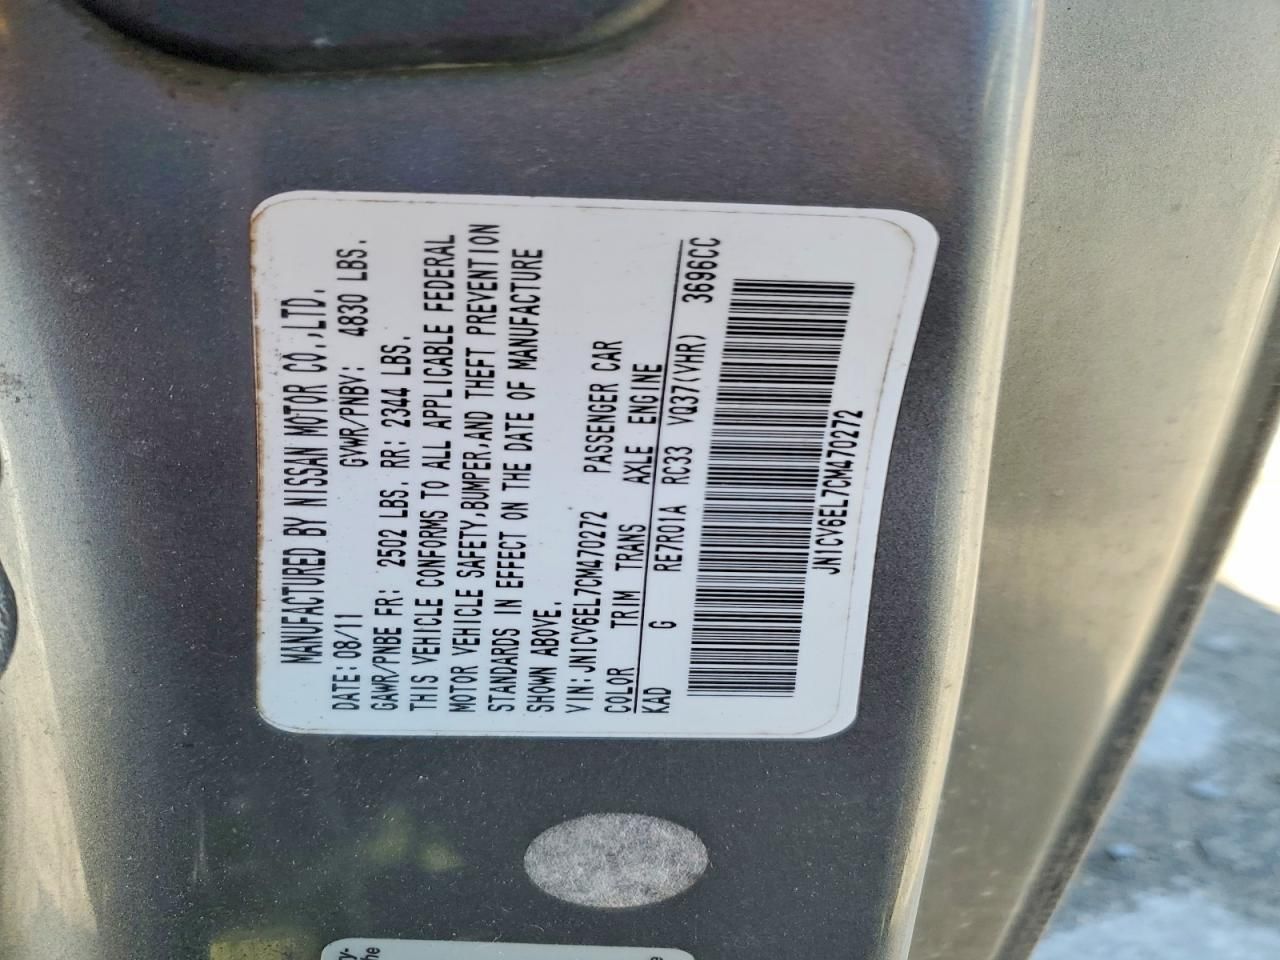 MANUFACTURED BY NISSAN MOTOR CO.,LTD.
DATE:08/11 GVWR/PNBV: 4830 LBS.
GAWR/PNBE FR: 2502 LBS. RR: 2344 LBS.
THIS VEHICLE CONFORMS TO ALL APPLICABLE FEDERAL
MOTOR VEHICLE SAFETY,BUMPER,AND THEFT PREVENTION
STANDARDS IN EFFECT ON THE DATE OF MANUFACTURE
SHOWN ABOVE.
VIN:JN1CV6EL7CM470272 PASSENGER CAR
COLOR TRIM TRANS AXLE ENGINE
KAD G RE7R01A RC33 VQ37(VHR) 3696CC
JN1CV6EL7CM470272